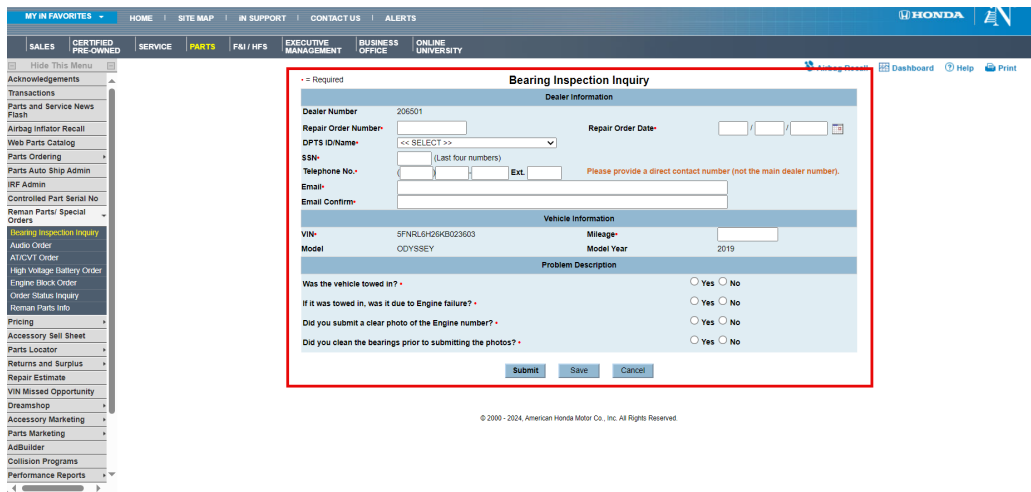 MY iN FAVORITES
HOME | SITE MAP | iN SUPPORT | CONTACT US | ALERTS
HONDA
SALES
CERTIFIED PRE-OWNED
SERVICE
PARTS
F&I / HFS
EXECUTIVE MANAGEMENT
BUSINESS OFFICE
ONLINE UNIVERSITY
Airbag Recall Dashboard Help Print
Hide This Menu
Acknowledgements
Transactions
Parts and Service News
Flash
Airbag Inflator Recall
Web Parts Catalog
Parts Ordering
Parts Auto Ship Admin
IRF Admin
Controlled Part Serial No
Reman Parts/ Special
Orders
Bearing Inspection Inquiry
Audio Order
AT/CVT Order
High Voltage Battery Order
Engine Block Order
Order Status Inquiry
Reman Parts Info
Pricing
Accessory Sell Sheet
Parts Locator
Returns and Surplus
Repair Estimate
VIN Missed Opportunity
Dreamshop
Accessory Marketing
Parts Marketing
AdBuilder
Collision Programs
Performance Reports
• = Required
Bearing Inspection Inquiry
Dealer Information
Dealer Number 206501
Repair Order Number• Repair Order Date• / /
DPTS ID/Name• << SELECT >>
SSN• (Last four numbers)
Telephone No.• ( ) - Ext. Please provide a direct contact number (not the main dealer number).
Email•
Email Confirm•
Vehicle Information
VIN• 5FNRL6H26KB023603 Mileage•
Model ODYSSEY Model Year 2019
Problem Description
Was the vehicle towed in? • Yes No
If it was towed in, was it due to Engine failure? • Yes No
Did you submit a clear photo of the Engine number? • Yes No
Did you clean the bearings prior to submitting the photos? • Yes No
Submit Save Cancel
© 2000 - 2024, American Honda Motor Co., Inc. All Rights Reserved.